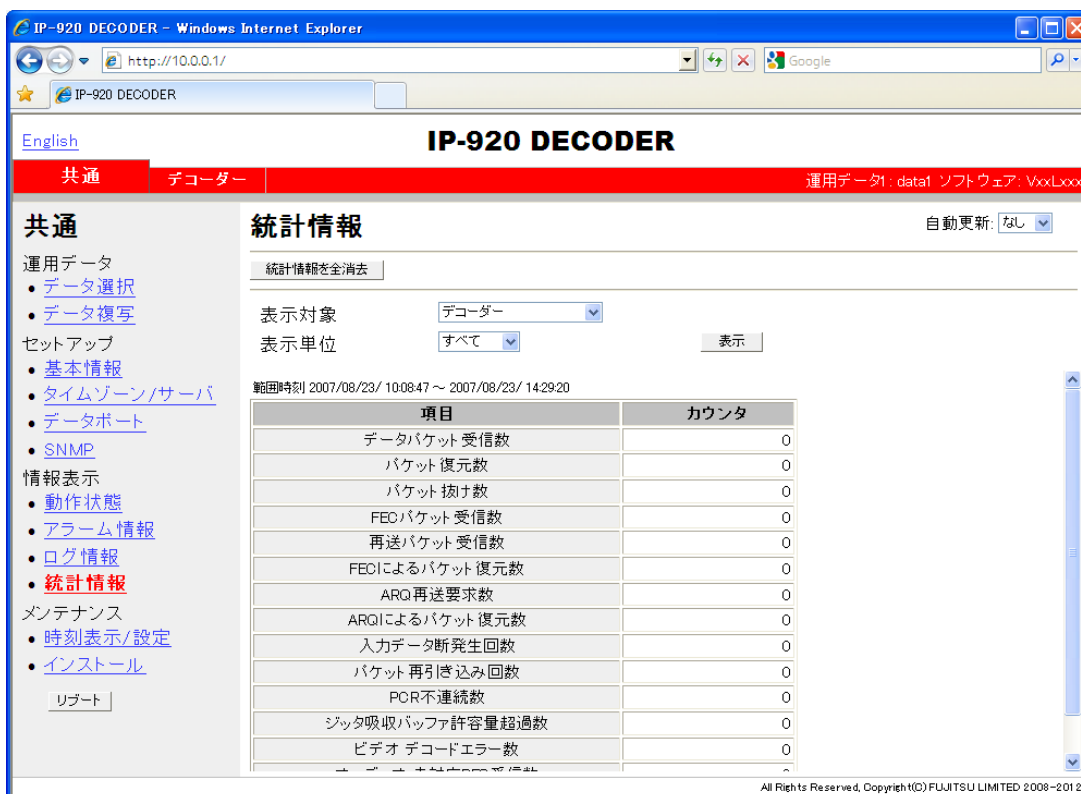 IP-920 DECODER - Windows Internet Explorer
http://10.0.0.1/
Google
IP-920 DECODER
English
IP-920 DECODER
共通 デコーダー
運用データ1: data1 ソフトウェア: VxxLxxx
共通
運用データ
データ選択
データ複写
セットアップ
基本情報
タイムゾーン/サーバ
データポート
SNMP
情報表示
動作状態
アラーム情報
ログ情報
統計情報
メンテナンス
時刻表示/設定
インストール
リブート
統計情報
自動更新: なし
統計情報を全消去
表示対象 デコーダー
表示単位 すべて 表示
範囲時刻 2007/08/23/ 10:08:47 ～ 2007/08/23/ 14:29:20
項目 カウンタ
データパケット受信数 0
パケット復元数 0
パケット抜け数 0
FECパケット受信数 0
再送パケット受信数 0
FECによるパケット復元数 0
ARQ再送要求数 0
ARQによるパケット復元数 0
入力データ断発生回数 0
パケット再引き込み回数 0
PCR不連続数 0
ジッタ吸収バッファ許容量超過数 0
ビデオ デコードエラー数 0
All Rights Reserved, Copyright(C) FUJITSU LIMITED 2008-2012